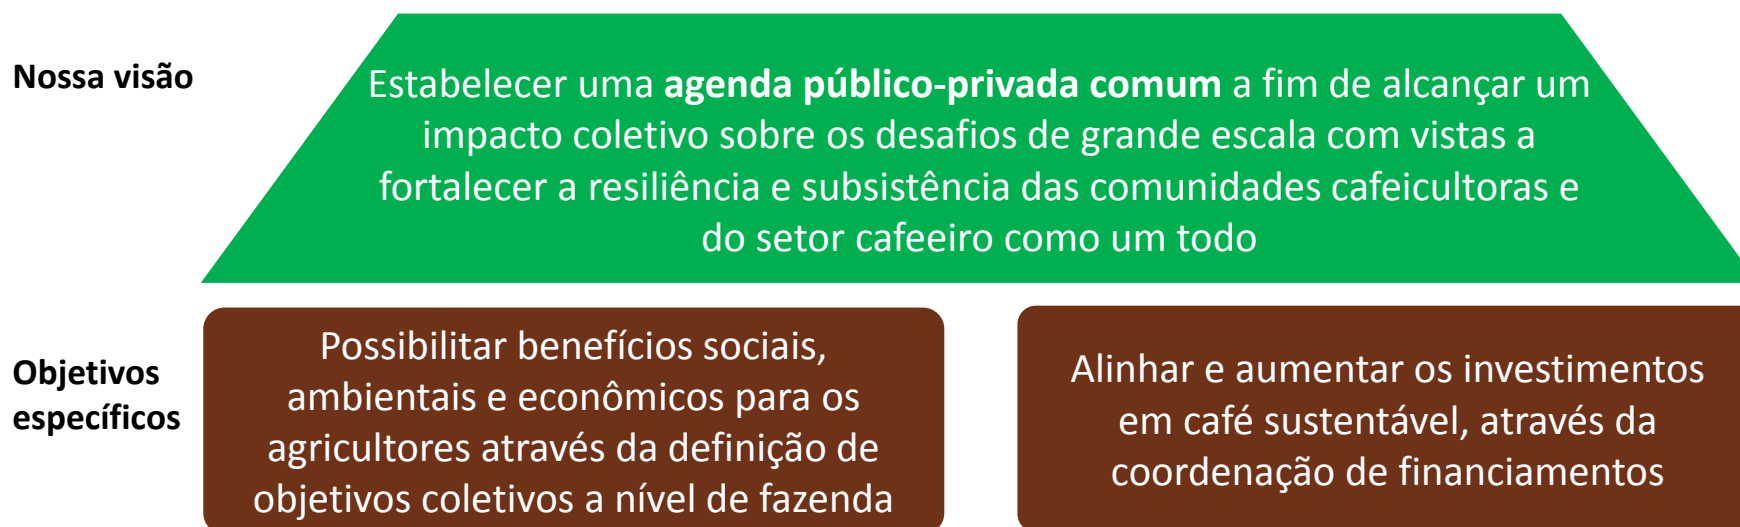 Nossa visão
Estabelecer uma agenda público-privada comum a fim de alcançar um
impacto coletivo sobre os desafios de grande escala com vistas a
fortalecer a resiliência e subsistência das comunidades cafeicultoras e
do setor cafeeiro como um todo
Objetivos
específicos
Possibilitar benefícios sociais,
ambientais e econômicos para os
agricultores através da definição de
objetivos coletivos a nível de fazenda
Alinhar e aumentar os investimentos
em café sustentável, através da
coordenação de financiamentos